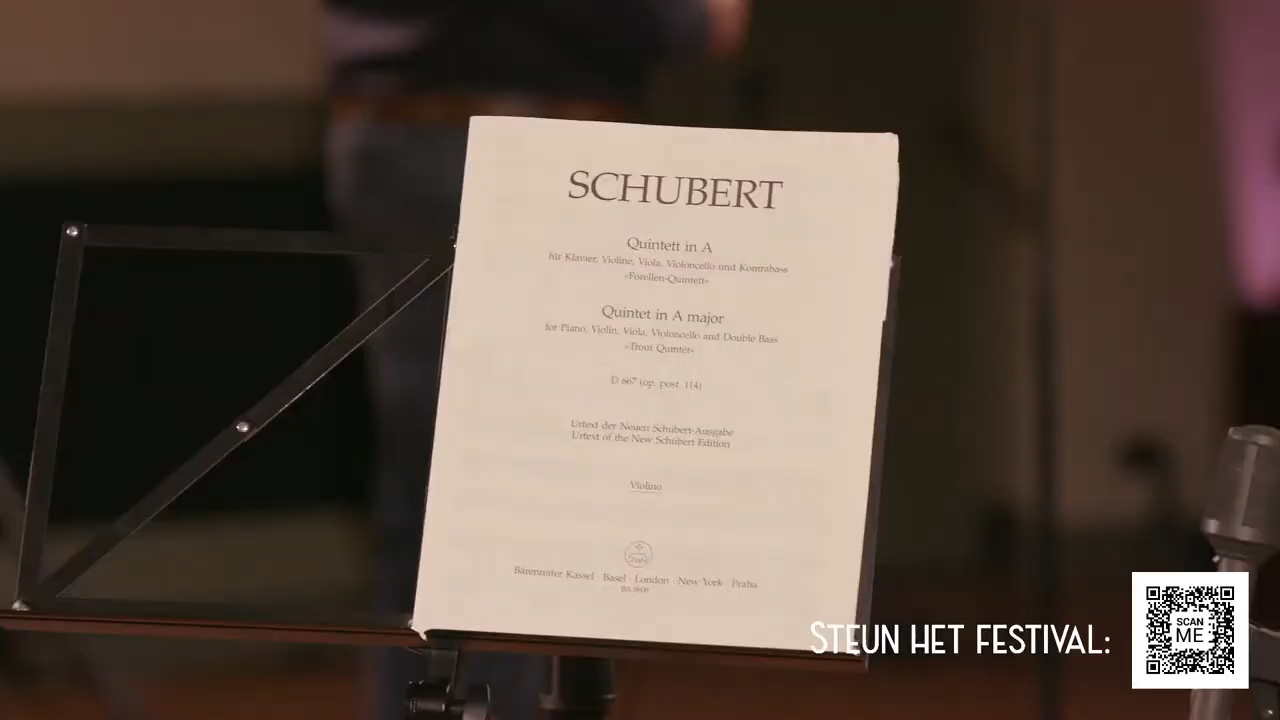 SCHUBERT
Quintett in A
für Klavier, Violine, Viola, Violoncello und Kontrabass
«Forellen-Quintett»
Quintet in A major
for Piano, Violin, Viola, Violoncello and Double Bass
«Trout Quintet»
D 667 (op. post. 114)
Urtext der Neuen Schubert-Ausgabe
Urtext of the New Schubert Edition
Violino
Bärenreiter Kassel · Basel · London · New York · Praha
STEUN HET FESTIVAL:
SCAN
ME